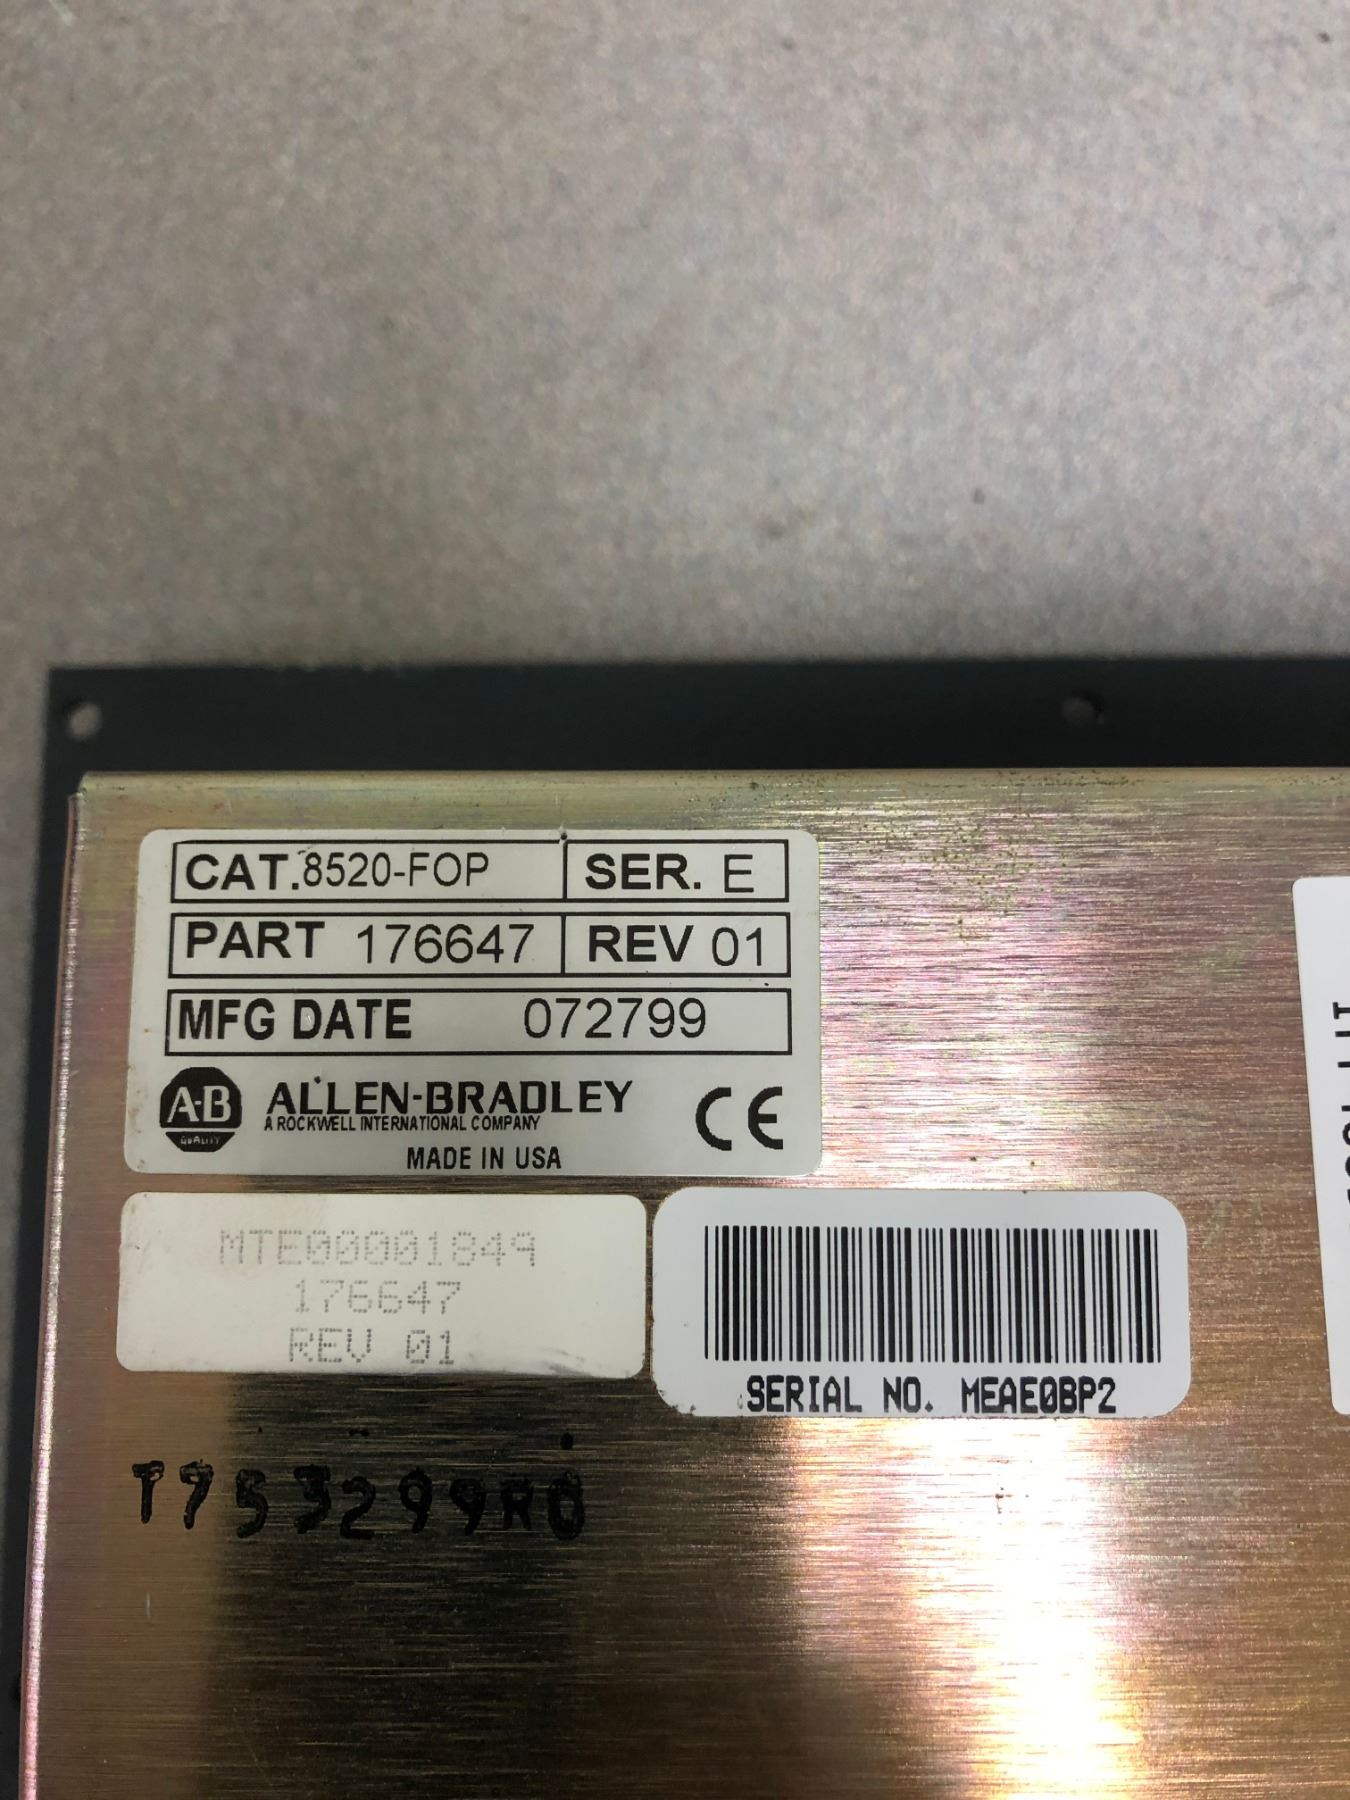 CAT. 8520-FOP SER. E
PART 176647 REV 01
MFG DATE 072799
A-B ALLEN-BRADLEY CE
QUALITY A ROCKWELL INTERNATIONAL COMPANY
MADE IN USA
MTE00001849
176647
REV 01
SERIAL NO. MEAE0BP2
T753299R0